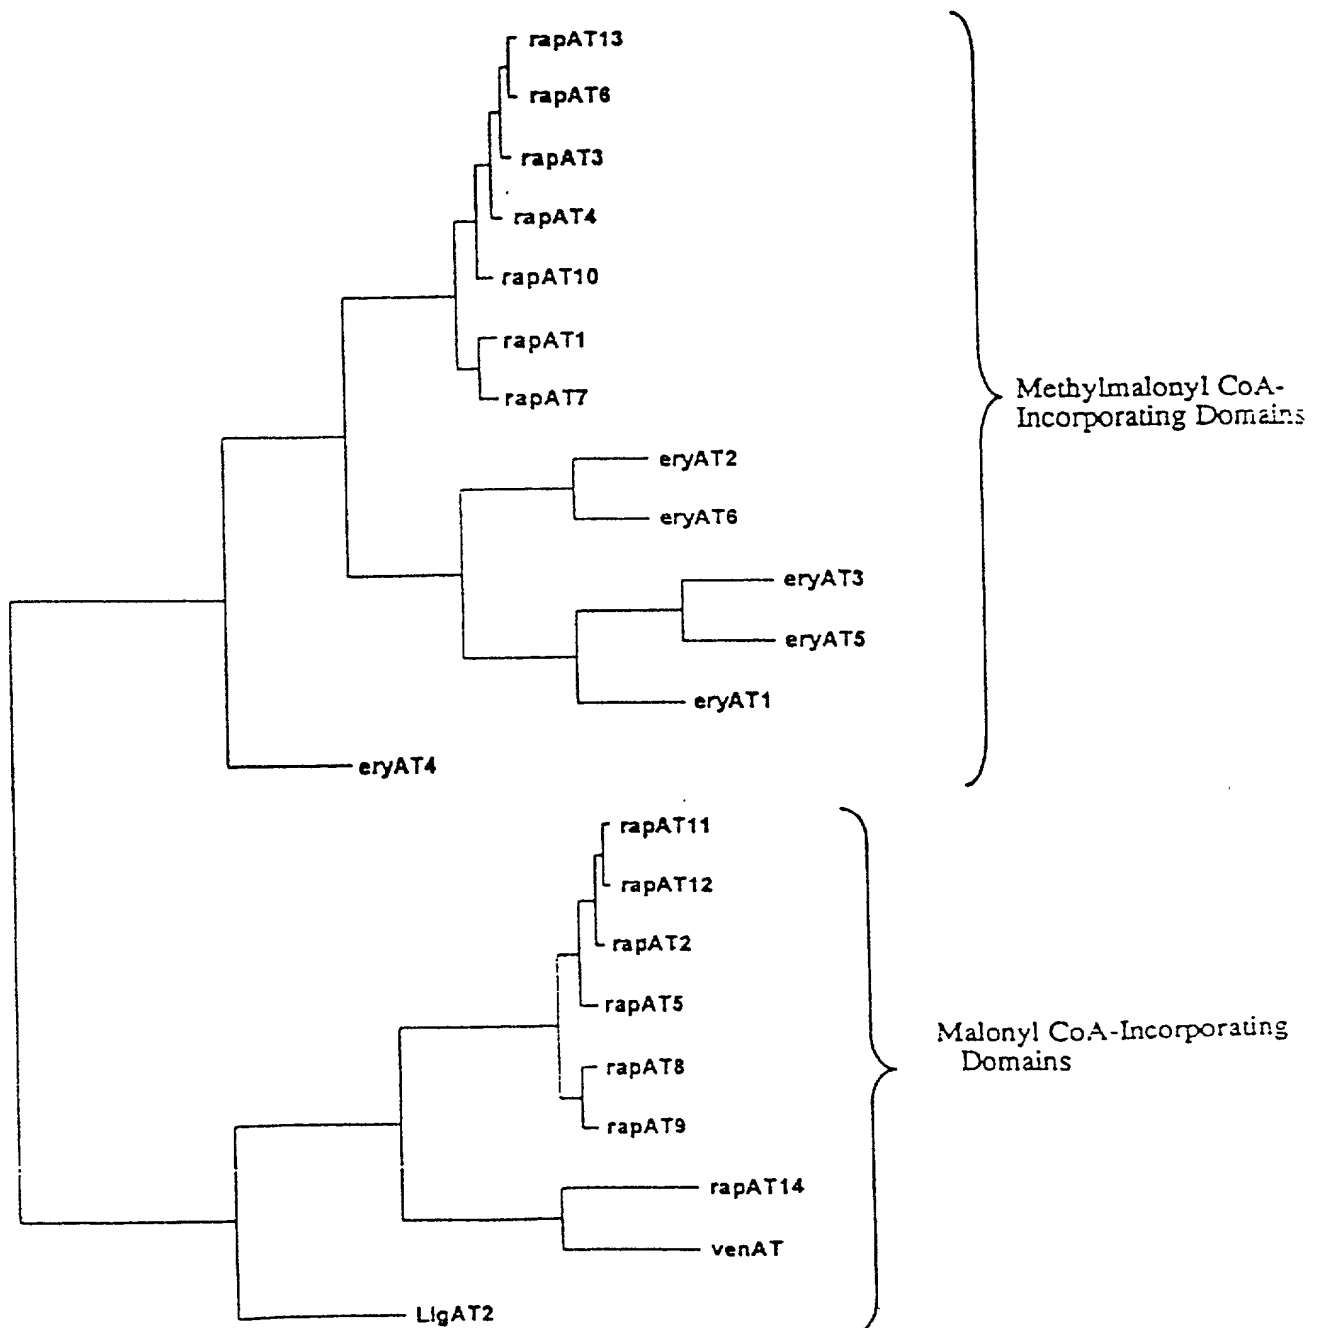 rapAT13
rapAT6
rapAT3
rapAT4
rapAT10
rapAT1
rapAT7
Methylmalonyl CoA-
Incorporating Domains
eryAT2
eryAT6
eryAT3
eryAT5
eryAT1
eryAT4
rapAT11
rapAT12
rapAT2
rapAT5
Malonyl CoA-Incorporating
Domains
rapAT8
rapAT9
rapAT14
venAT
LigAT2